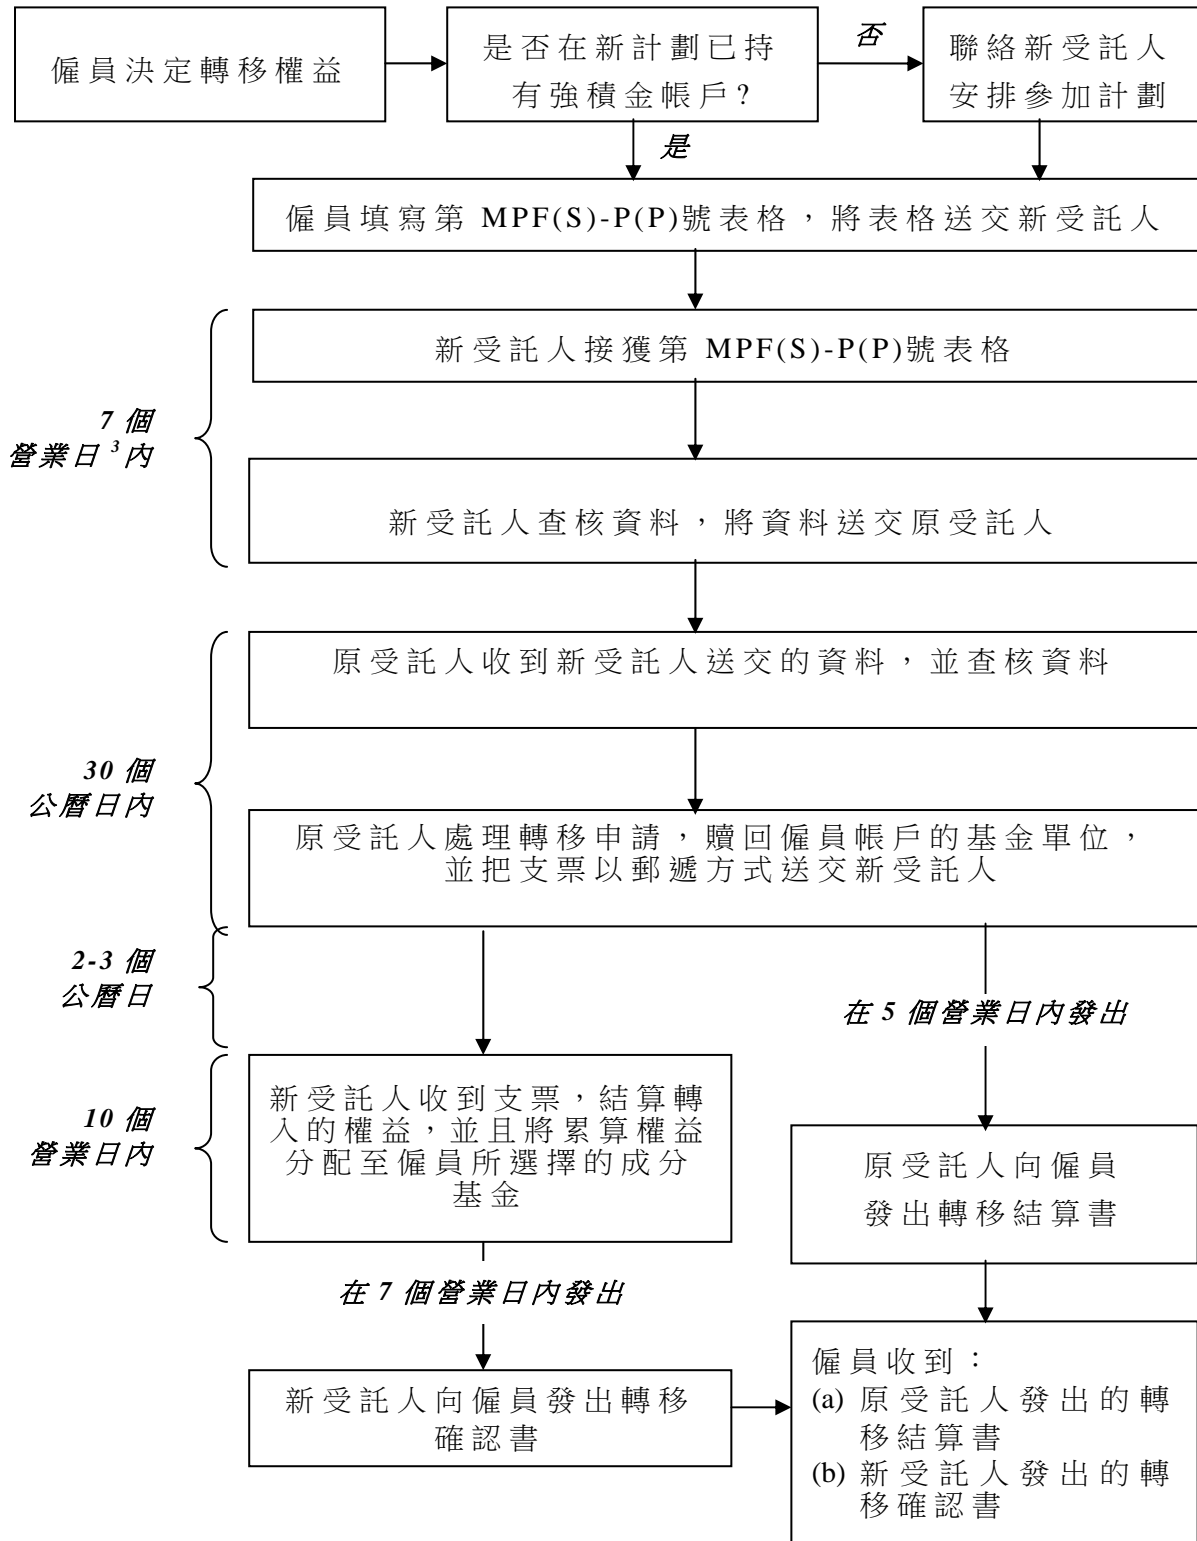 僱員決定轉移權益
是否在新計劃已持
有強積金帳戶?
否
聯絡新受託人
安排參加計劃
是
僱員填寫第 MPF(S)-P(P)號表格，將表格送交新受託人
新受託人接獲第 MPF(S)-P(P)號表格
7 個
營業日3內
新受託人查核資料，將資料送交原受託人
原受託人收到新受託人送交的資料，並查核資料
30 個
公曆日內
原受託人處理轉移申請，贖回僱員帳戶的基金單位，
並把支票以郵遞方式送交新受託人
2-3 個
公曆日
在 5 個營業日內發出
10 個
營業日內
新受託人收到支票，結算轉
入的權益，並且將累算權益
分配至僱員所選擇的成分
基金
原受託人向僱員
發出轉移結算書
在 7 個營業日內發出
新受託人向僱員發出轉移
確認書
僱員收到：
(a) 原受託人發出的轉
移結算書
(b) 新受託人發出的轉
移確認書